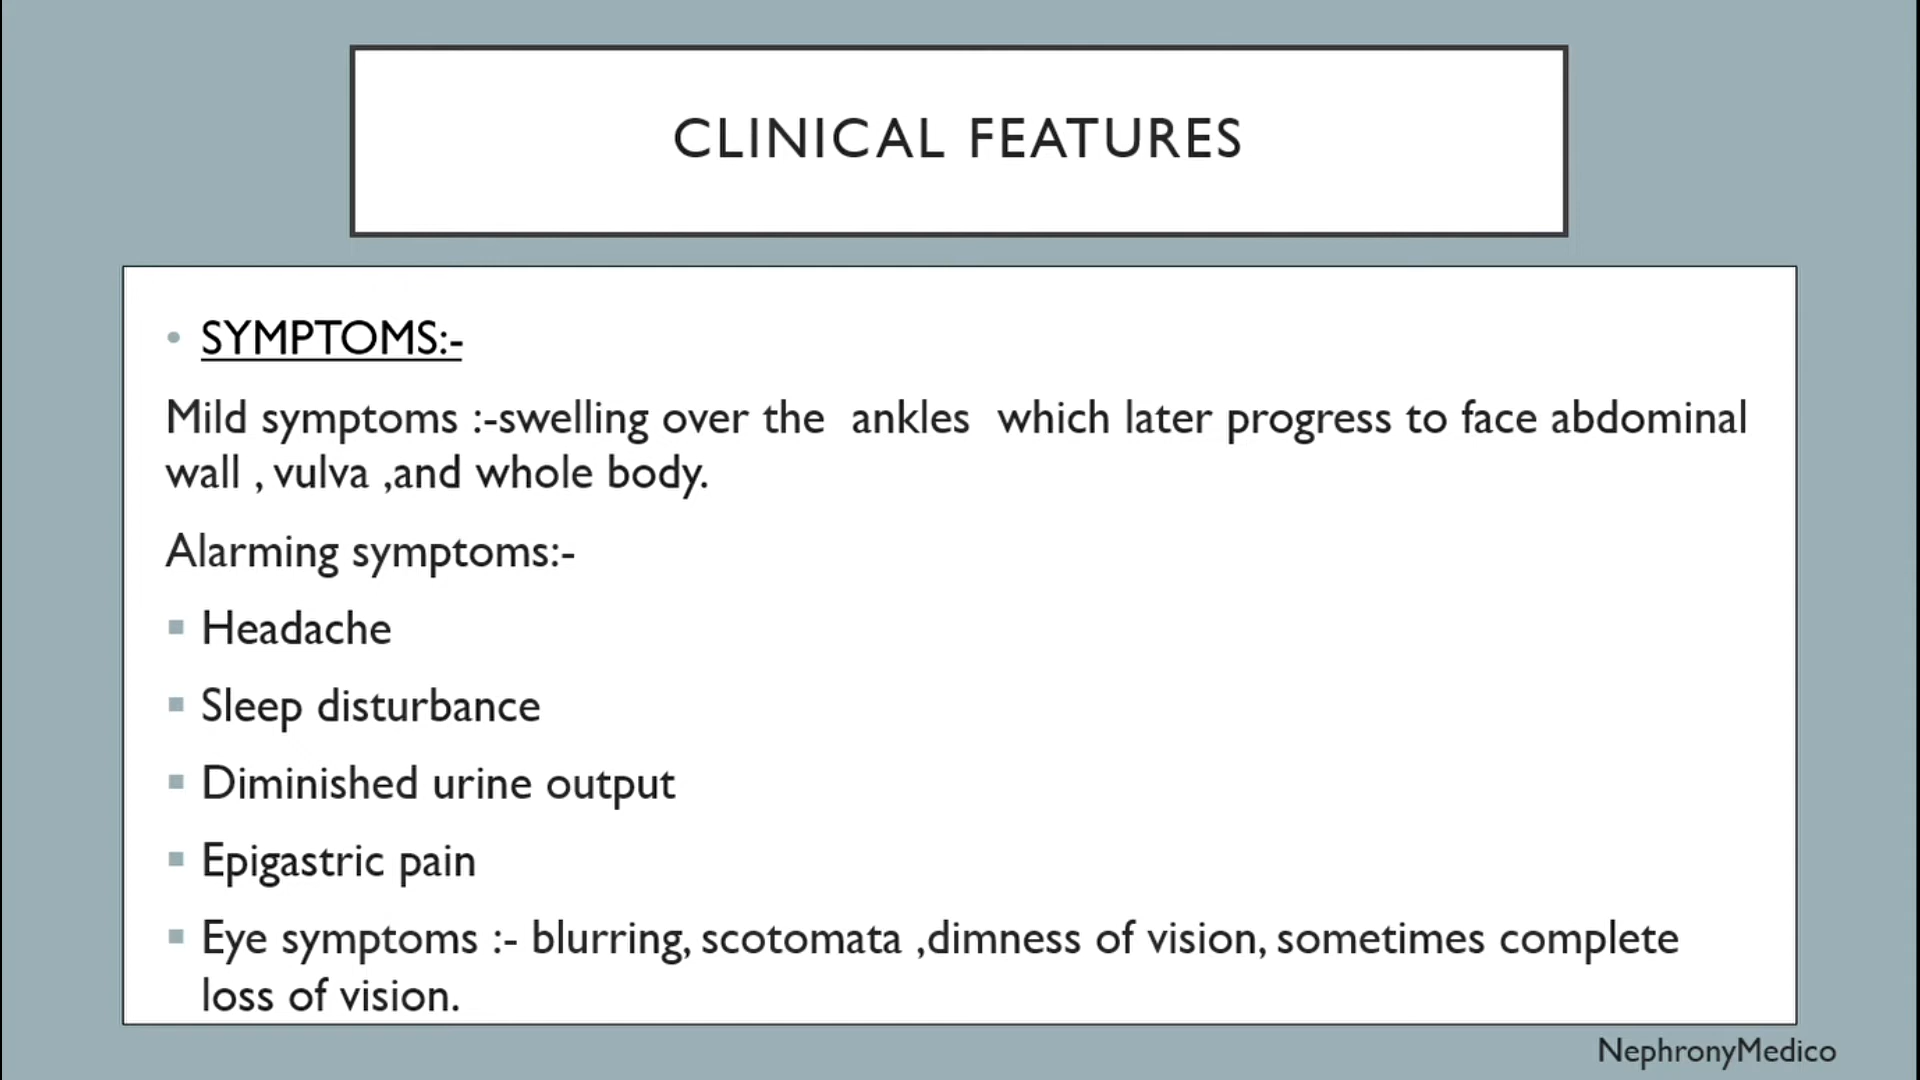 CLINICAL FEATURES
• SYMPTOMS:-
Mild symptoms :-swelling over the ankles which later progress to face abdominal
wall , vulva ,and whole body.
Alarming symptoms:-
▪ Headache
▪ Sleep disturbance
▪ Diminished urine output
▪ Epigastric pain
▪ Eye symptoms :- blurring, scotomata ,dimness of vision, sometimes complete
loss of vision.
NephronyMedico